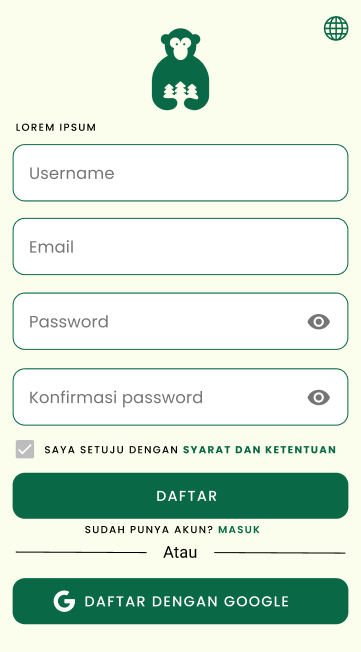 LOREM IPSUM
Username
Email
Password
Konfirmasi password
SAYA SETUJU DENGAN SYARAT DAN KETENTUAN
DAFTAR
SUDAH PUNYA AKUN? MASUK
Atau
DAFTAR DENGAN GOOGLE